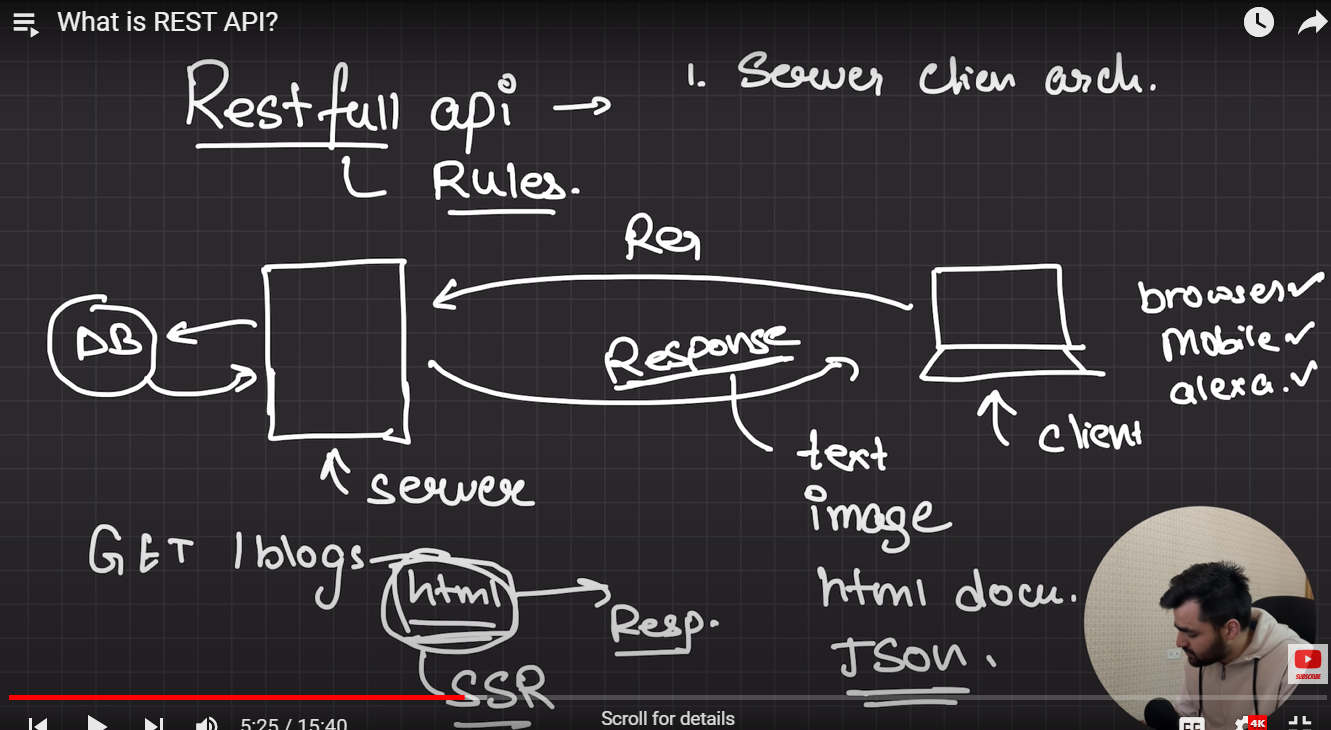 What is REST API?
Restfull api →
1. Server clien arch.
Rules.
Req
browser✓
Mobile✓
alexa.✓
DB
Response
client
server
text
image
html docu.
JSON.
GET /blogs
html
Resp.
SSR
SUBSCRIBE
5:25 / 15:40
Scroll for details
CC
4K